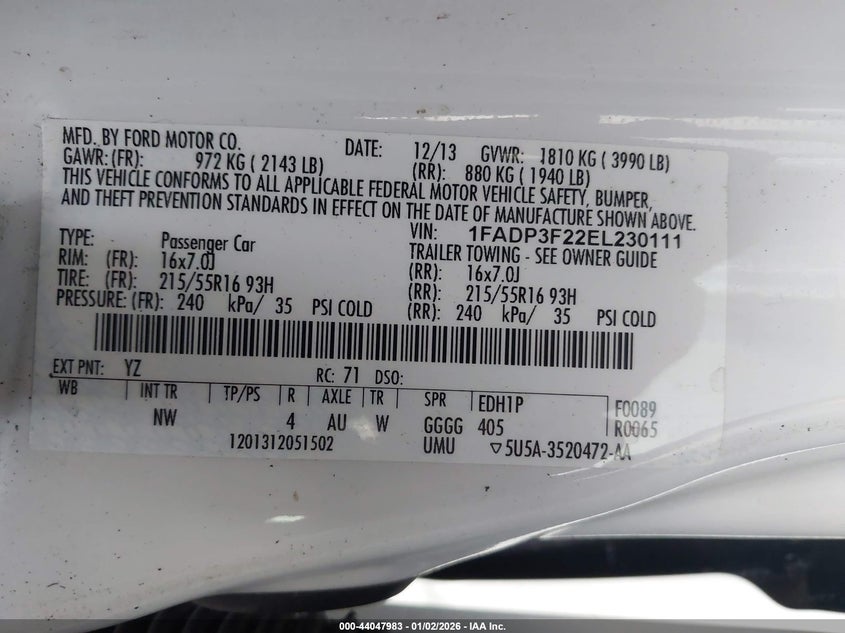 MFD. BY FORD MOTOR CO. DATE: 12/13 GVWR: 1810 KG ( 3990 LB)
GAWR: (FR): 972 KG ( 2143 LB) (RR): 880 KG ( 1940 LB)
THIS VEHICLE CONFORMS TO ALL APPLICABLE FEDERAL MOTOR VEHICLE SAFETY, BUMPER,
AND THEFT PREVENTION STANDARDS IN EFFECT ON THE DATE OF MANUFACTURE SHOWN ABOVE.
VIN: 1FADP3F22EL230111
TYPE: Passenger Car TRAILER TOWING - SEE OWNER GUIDE
RIM: (FR): 16x7.0J (RR): 16x7.0J
TIRE: (FR): 215/55R16 93H (RR): 215/55R16 93H
PRESSURE: (FR): 240 kPa/ 35 PSI COLD (RR): 240 kPa/ 35 PSI COLD
EXT PNT: YZ RC: 71 DSO:
WB INT TR TP/PS R AXLE TR SPR EDH1P F0089
NW 4 AU W GGGG 405 R0065
1201312051502 UMU ▽5U5A-3520472-AA
000-44047983 - 01/02/2026 - IAA Inc.